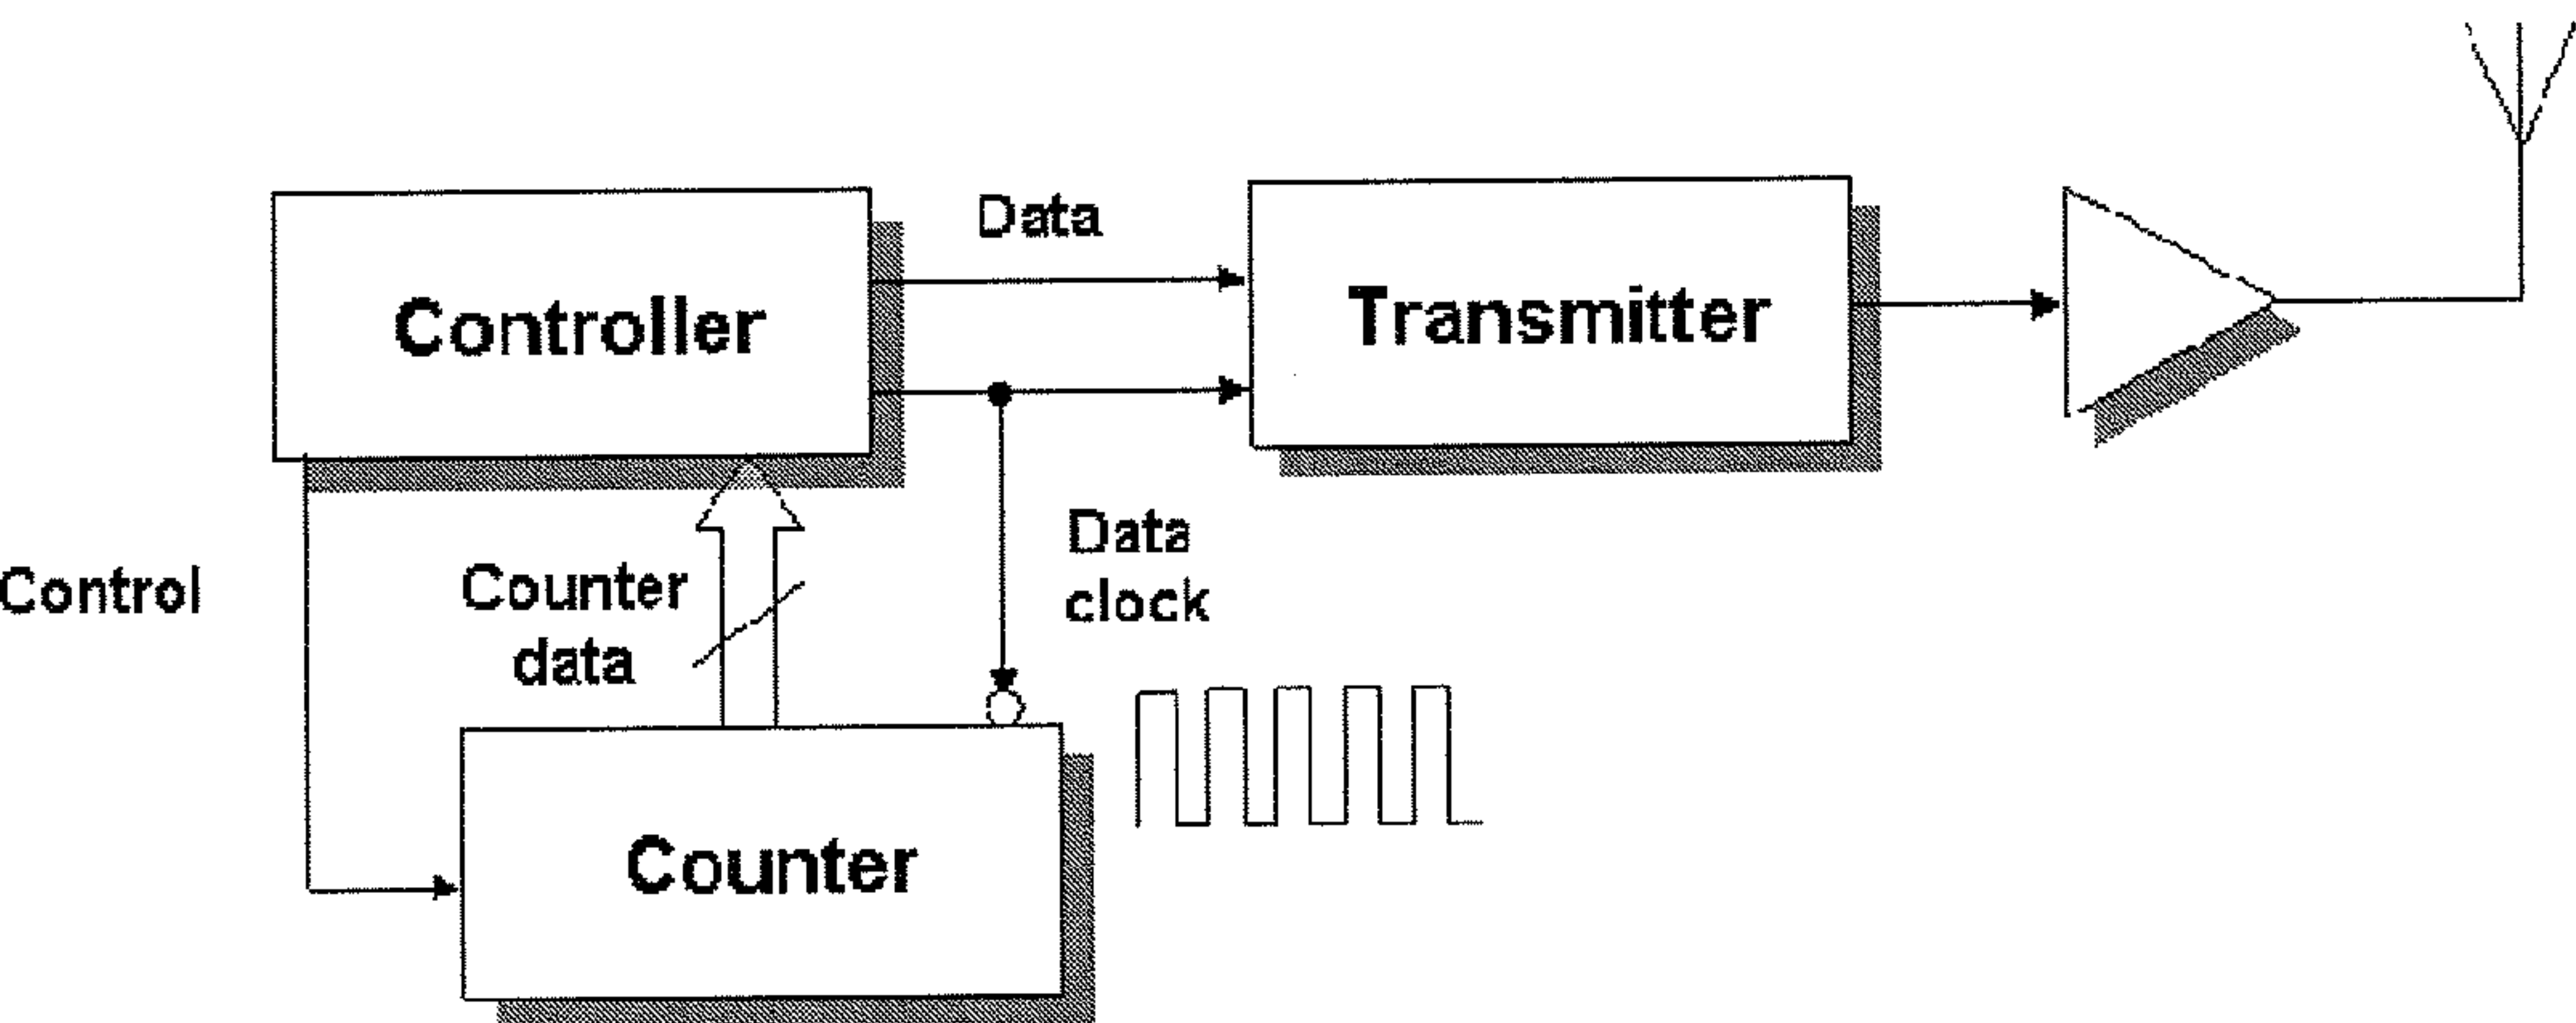 Data
Controller
Transmitter
Data
clock
Control
Counter
data
Counter